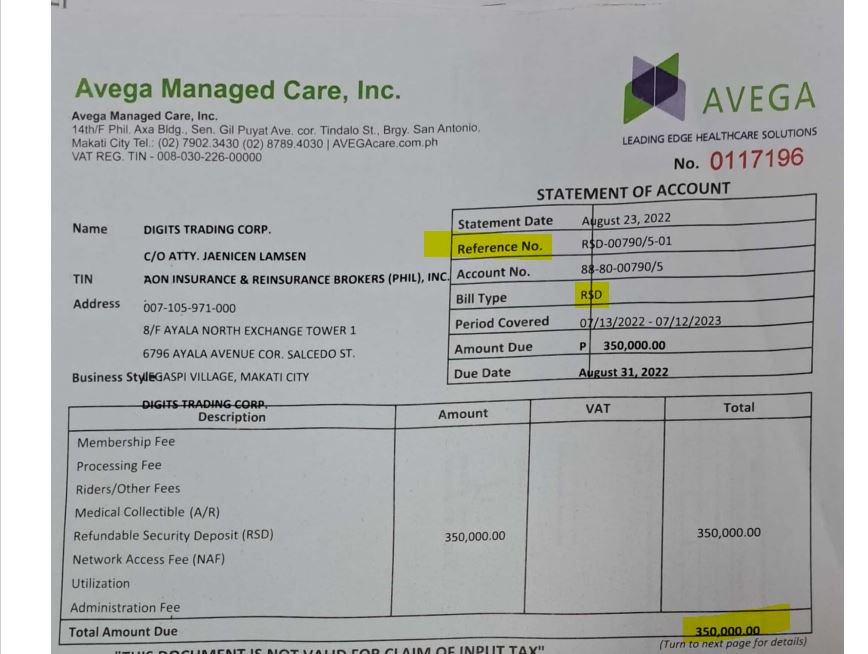 Avega Managed Care, Inc.
AVEGA
LEADING EDGE HEALTHCARE SOLUTIONS
Avega Managed Care, Inc.
14th/F Phil. Axa Bldg., Sen. Gil Puyat Ave. cor. Tindalo St., Brgy. San Antonio,
Makati City Tel.: (02) 7902.3430 (02) 8789.4030 | AVEGAcare.com.ph
VAT REG. TIN - 008-030-226-00000
No. 0117196
STATEMENT OF ACCOUNT
Name DIGITS TRADING CORP.
C/O ATTY. JAENICEN LAMSEN
TIN AON INSURANCE & REINSURANCE BROKERS (PHIL), INC.
Address 007-105-971-000
8/F AYALA NORTH EXCHANGE TOWER 1
6796 AYALA AVENUE COR. SALCEDO ST.
Business Style LEGASPI VILLAGE, MAKATI CITY
DIGITS TRADING CORP.
Statement Date August 23, 2022
Reference No. RSD-00790/5-01
Account No. 88-80-00790/5
Bill Type RSD
Period Covered 07/13/2022 - 07/12/2023
Amount Due P 350,000.00
Due Date August 31, 2022
Description Amount VAT Total
Membership Fee
Processing Fee
Riders/Other Fees
Medical Collectible (A/R)
Refundable Security Deposit (RSD) 350,000.00 350,000.00
Network Access Fee (NAF)
Utilization
Administration Fee
Total Amount Due 350,000.00
"THIS DOCUMENT IS NOT VALID FOR CLAIM OF INPUT TAX"
(Turn to next page for details)